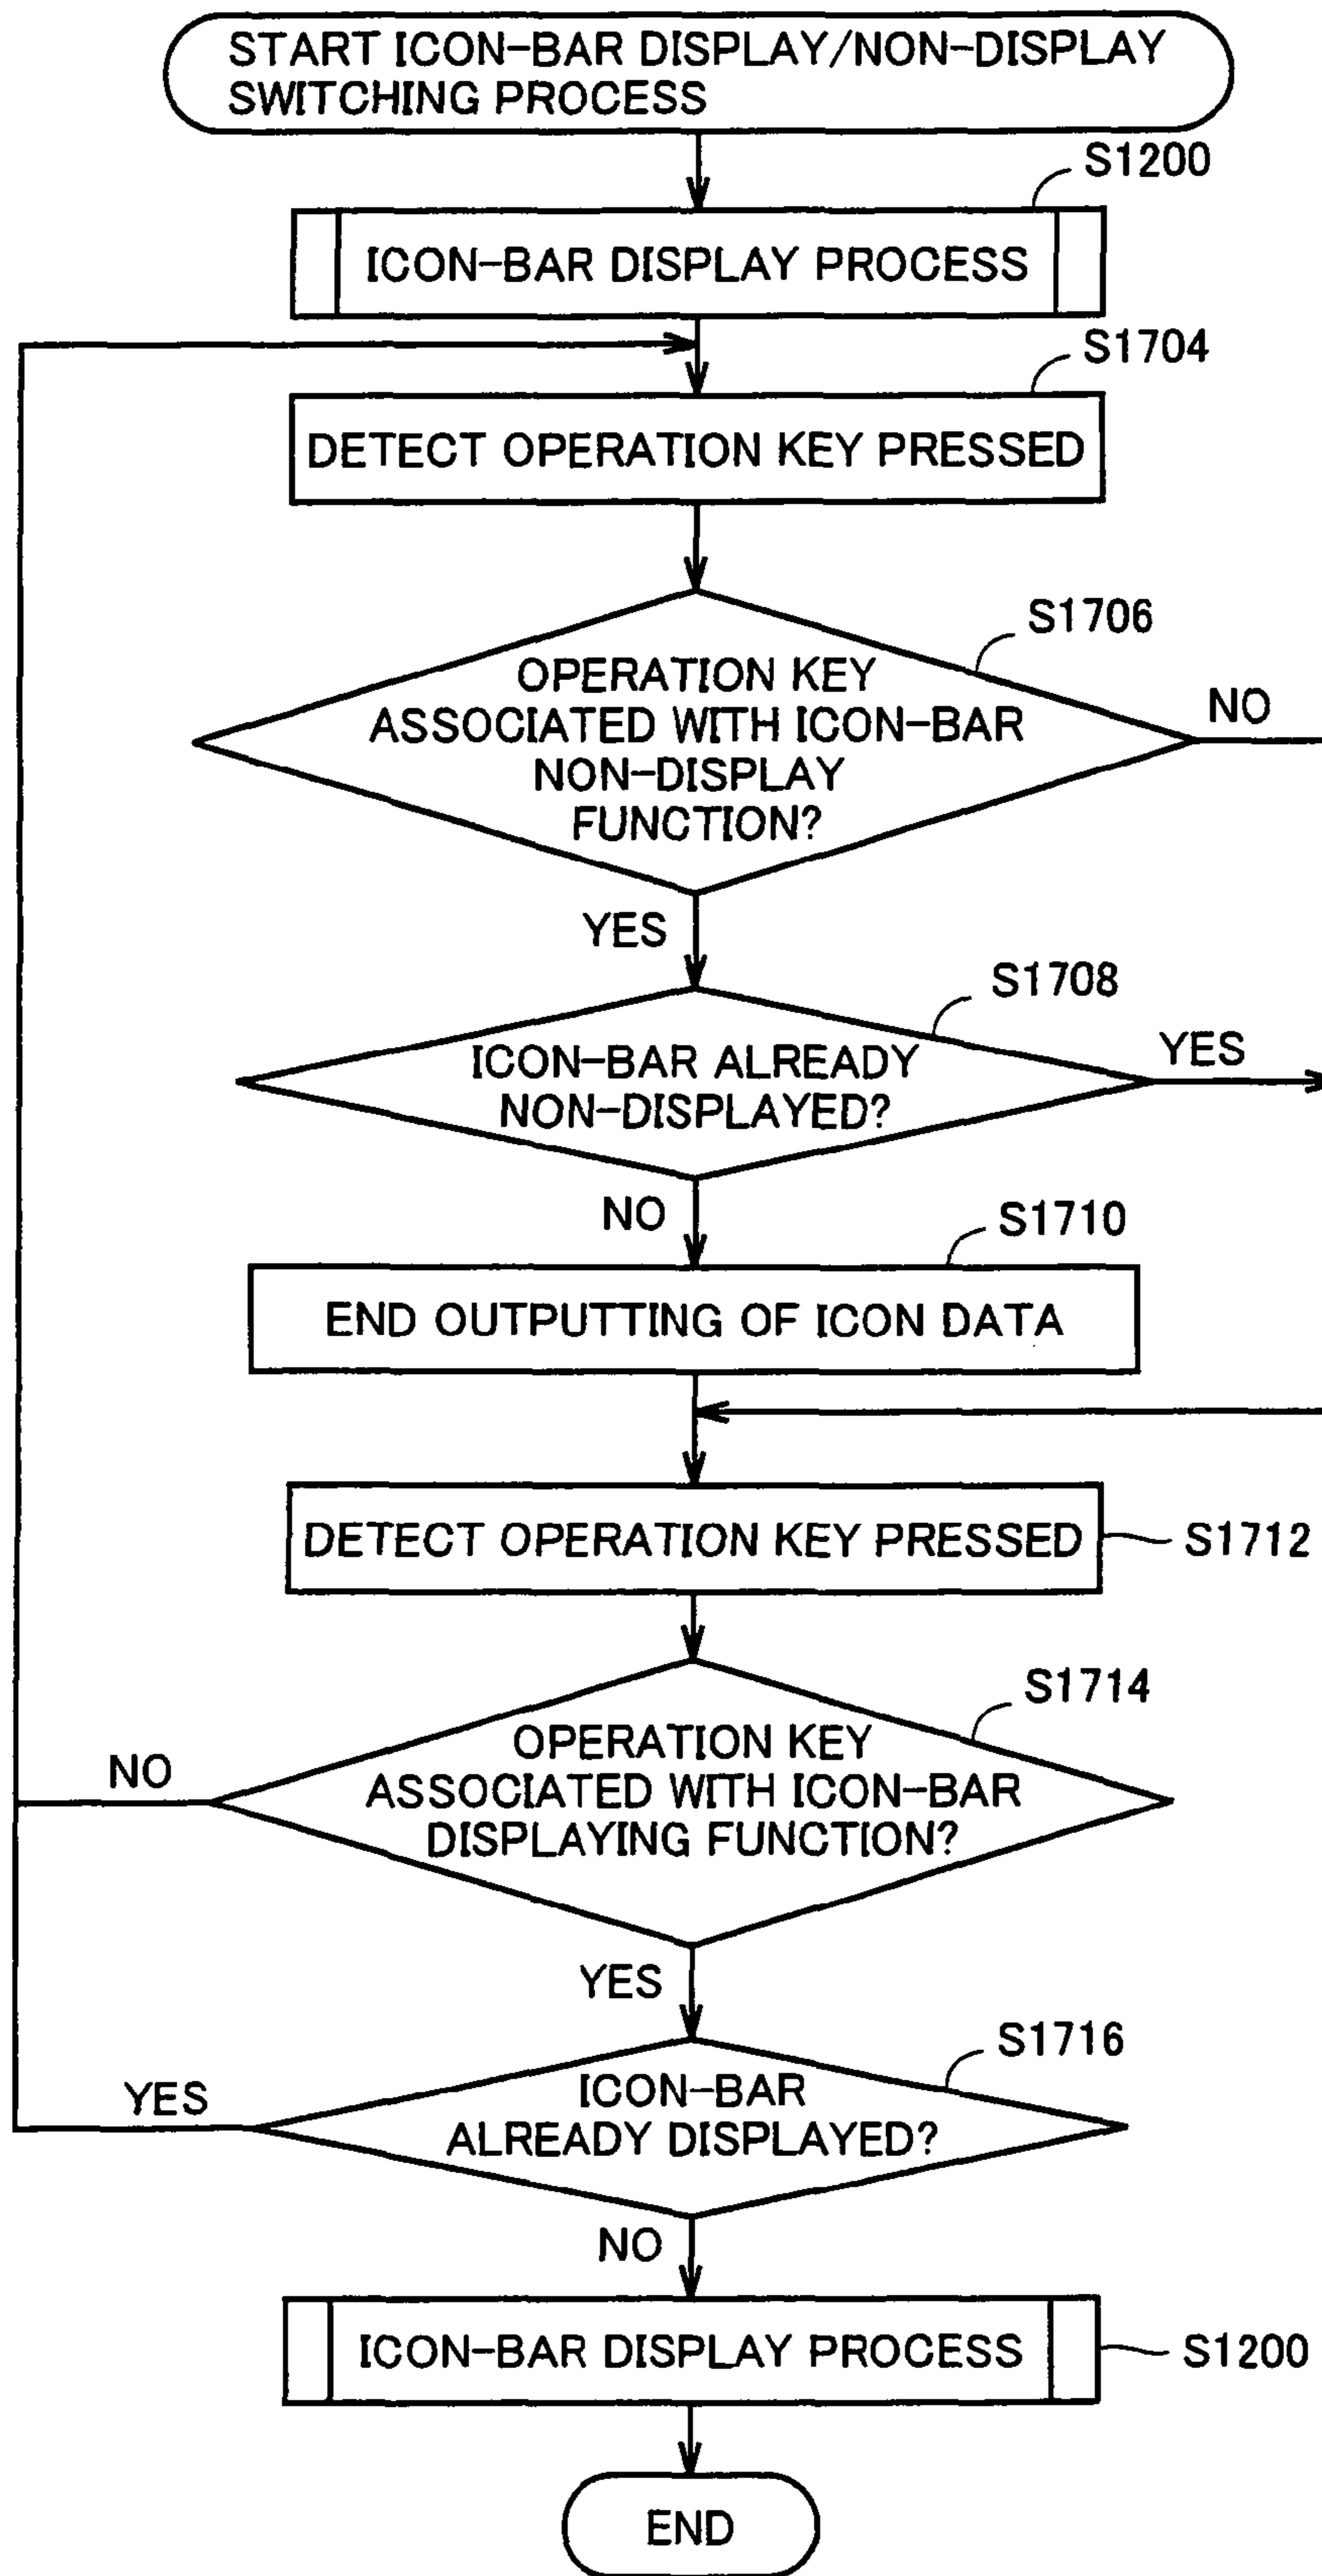 START ICON-BAR DISPLAY/NON-DISPLAY
SWITCHING PROCESS
S1200
ICON-BAR DISPLAY PROCESS
S1704
DETECT OPERATION KEY PRESSED
S1706
OPERATION KEY
ASSOCIATED WITH ICON-BAR
NON-DISPLAY
FUNCTION?
NO
YES
S1708
ICON-BAR ALREADY
NON-DISPLAYED?
YES
NO
S1710
END OUTPUTTING OF ICON DATA
DETECT OPERATION KEY PRESSED
S1712
S1714
OPERATION KEY
ASSOCIATED WITH ICON-BAR
DISPLAYING FUNCTION?
NO
YES
S1716
ICON-BAR
ALREADY DISPLAYED?
YES
NO
ICON-BAR DISPLAY PROCESS
S1200
END